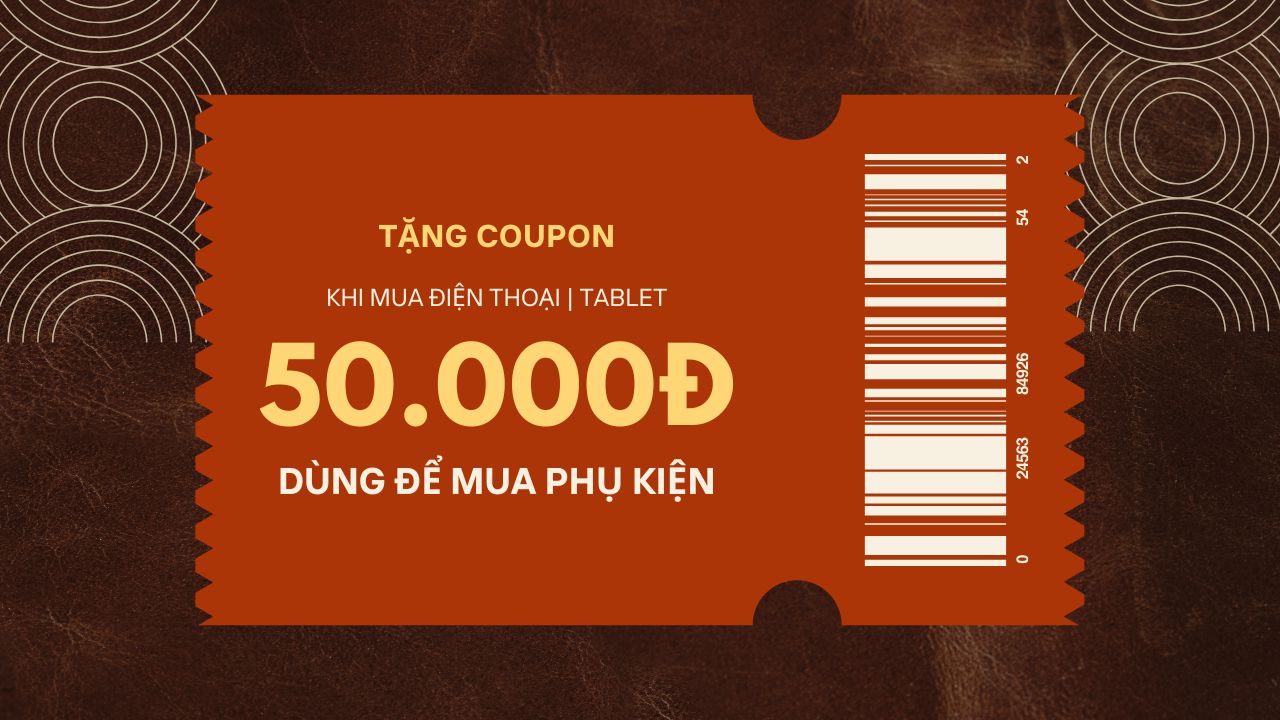 TẶNG COUPON
KHI MUA ĐIỆN THOẠI | TABLET
50.000Đ
DÙNG ĐỂ MUA PHỤ KIỆN
0 24563 84926 54 2